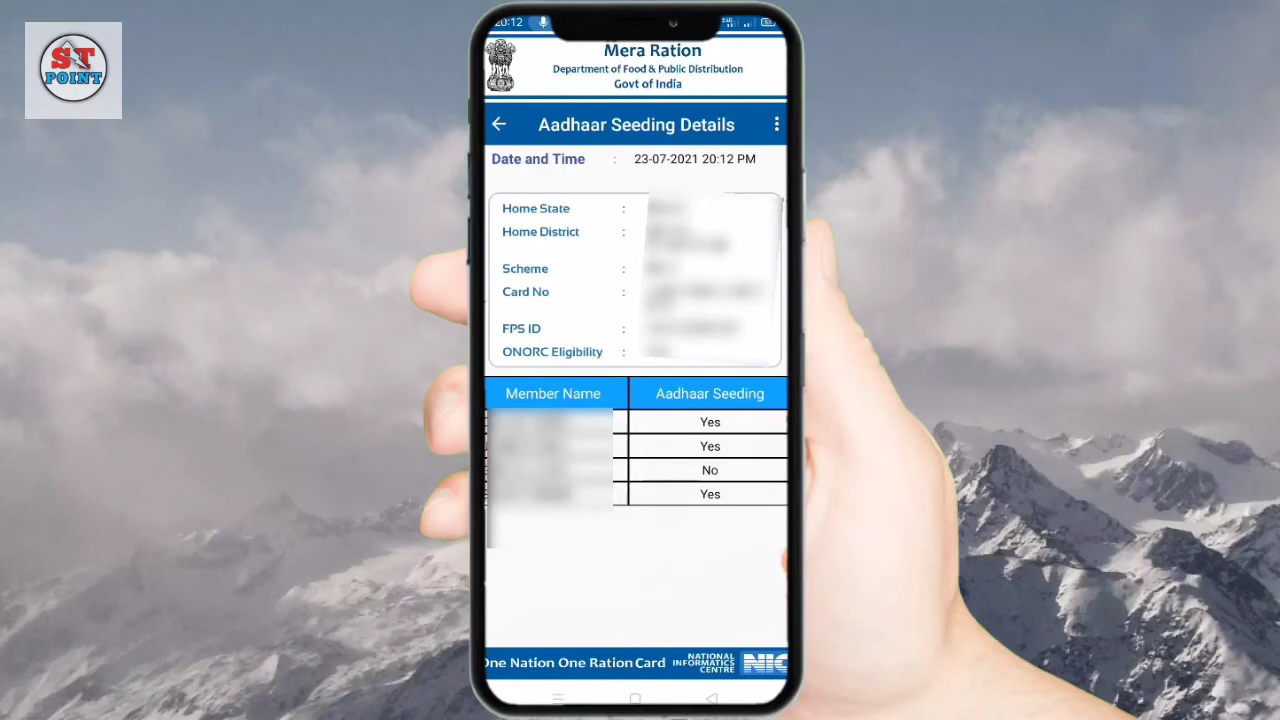 ST
POINT
20:12
Mera Ration
Department of Food & Public Distribution
Govt of India
Aadhaar Seeding Details
Date and Time : 23-07-2021 20:12 PM
Home State :
Home District :
Scheme :
Card No :
FPS ID :
ONORC Eligibility :
Member Name Aadhaar Seeding
Yes
Yes
No
Yes
One Nation One Ration Card
NATIONAL
INFORMATICS
CENTRE
NIC